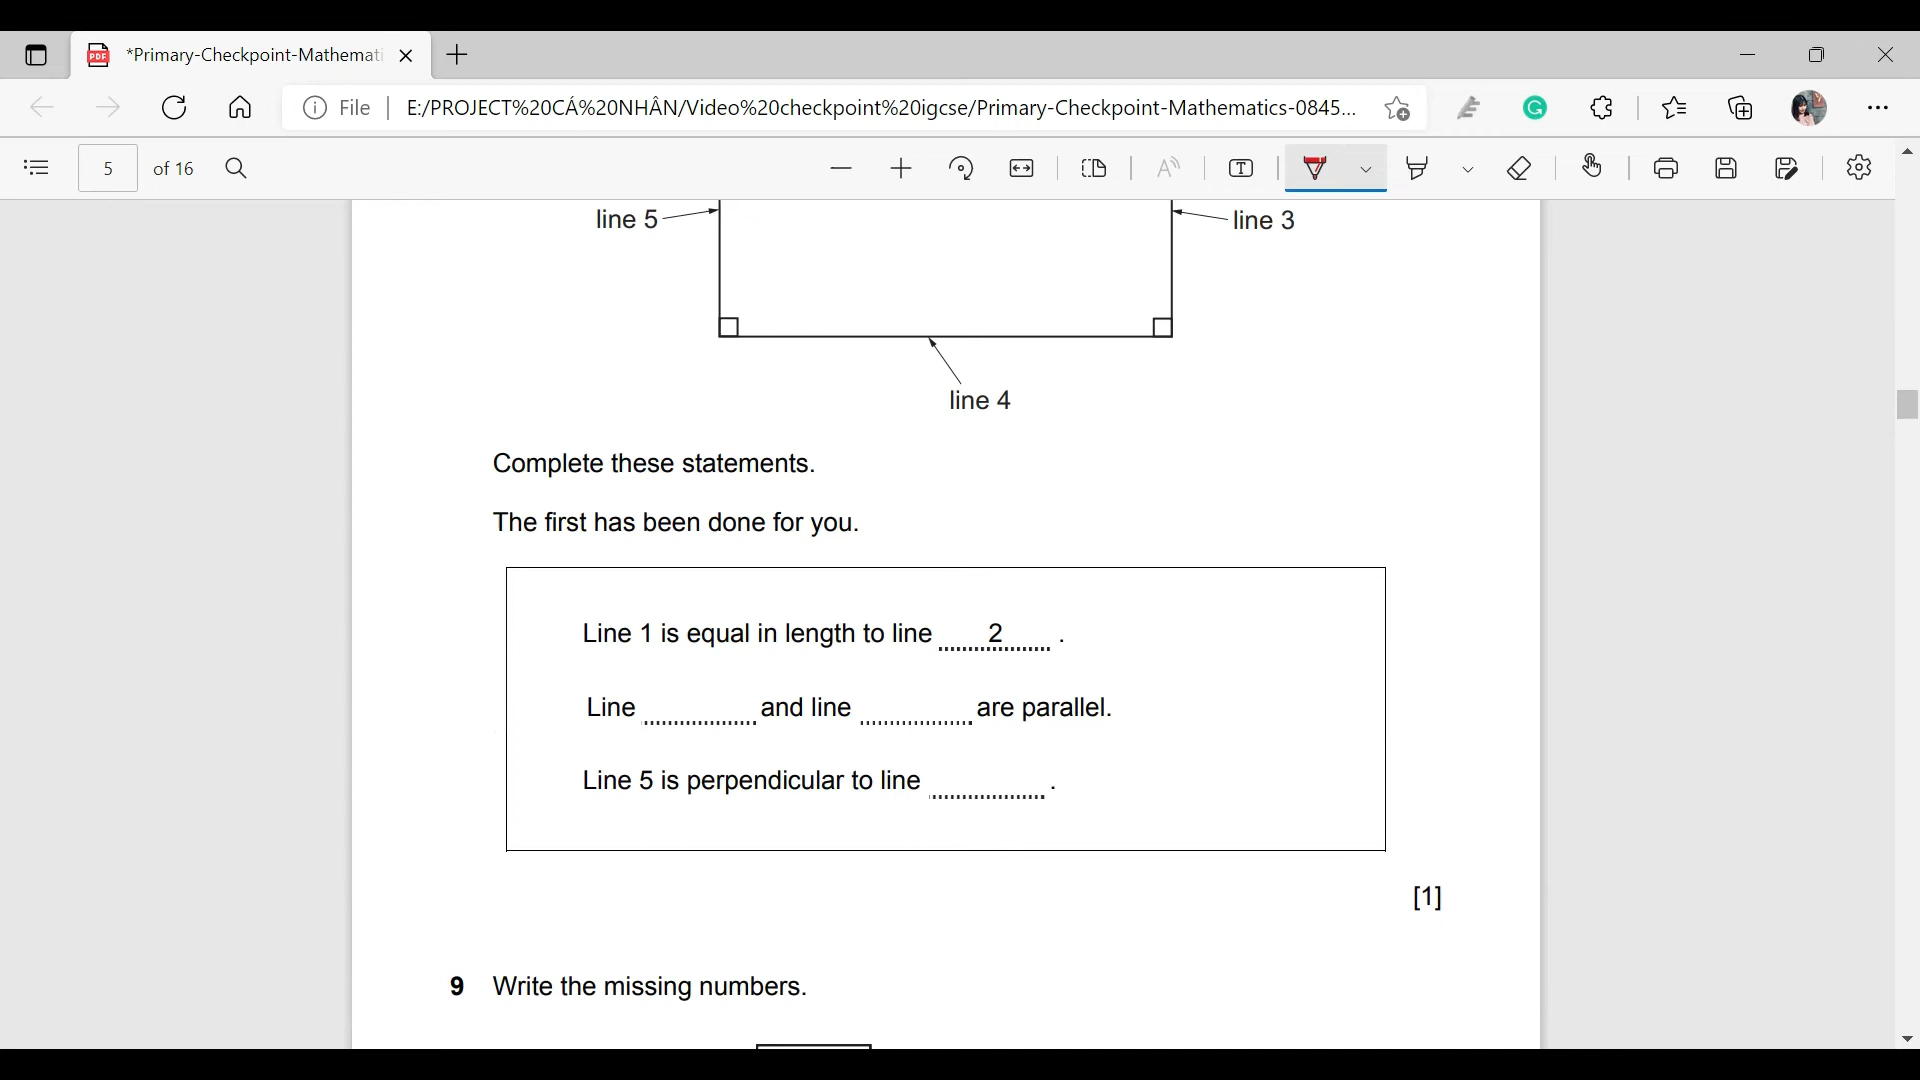 *Primary-Checkpoint-Mathemati
File
E:/PROJECT%20CÁ%20NHÂN/Video%20checkpoint%20igcse/Primary-Checkpoint-Mathematics-0845...
5 of 16
line 5
line 3
line 4
Complete these statements.
The first has been done for you.
Line 1 is equal in length to line 2 .
Line ............... and line ............... are parallel.
Line 5 is perpendicular to line ............... .
[1]
9 Write the missing numbers.